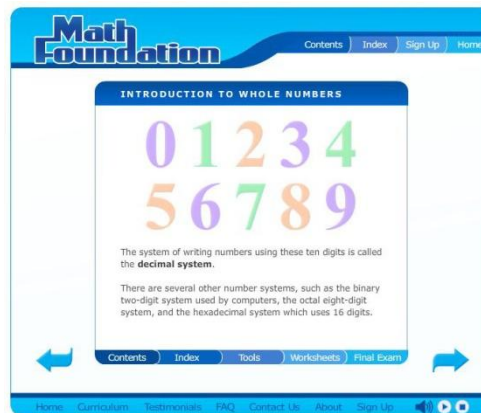 Math
Foundation
Contents Index Sign Up Home
INTRODUCTION TO WHOLE NUMBERS
0 1 2 3 4
5 6 7 8 9
The system of writing numbers using these ten digits is called
the decimal system.
There are several other number systems, such as the binary
two-digit system used by computers, the octal eight-digit
system, and the hexadecimal system which uses 16 digits.
Contents Index Tools Worksheets Final Exam
Home Curriculum Testimonials FAQ Contact Us About Sign Up